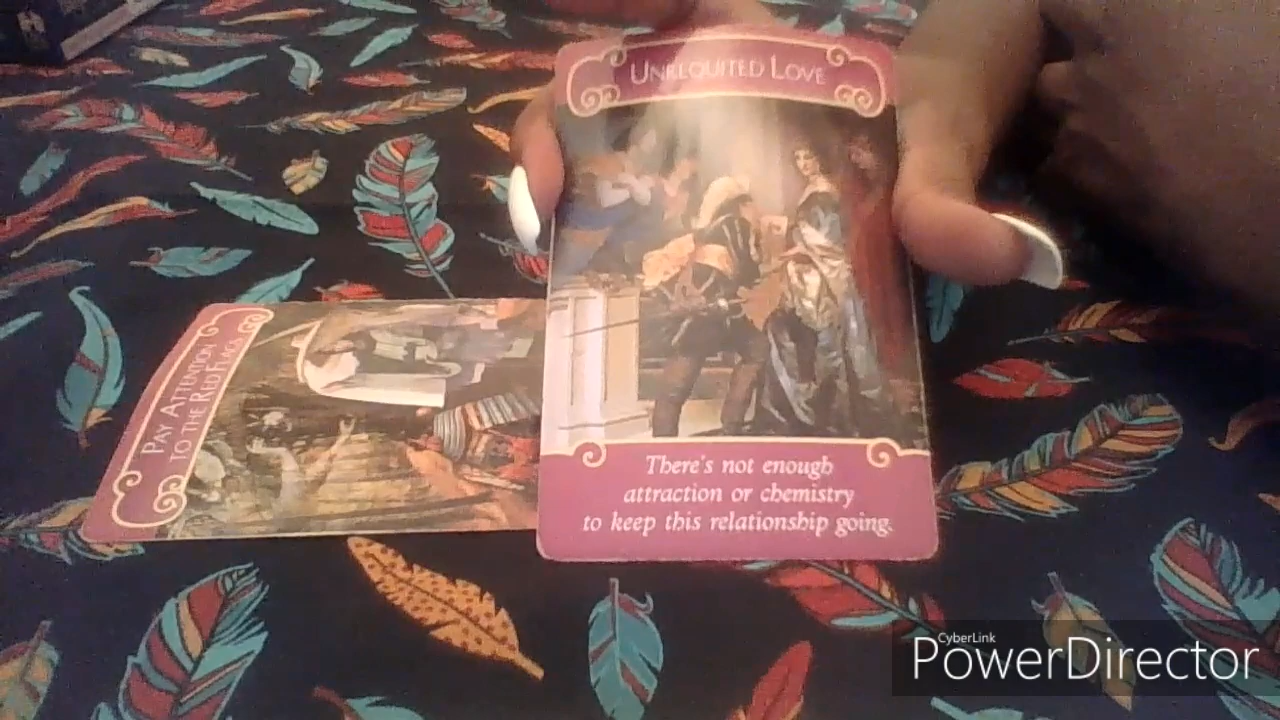 UNREQUITED LOVE
There's not enough
attraction or chemistry
to keep this relationship going.
PAY ATTENTION
TO THE RED FLAGS
CyberLink
PowerDirector